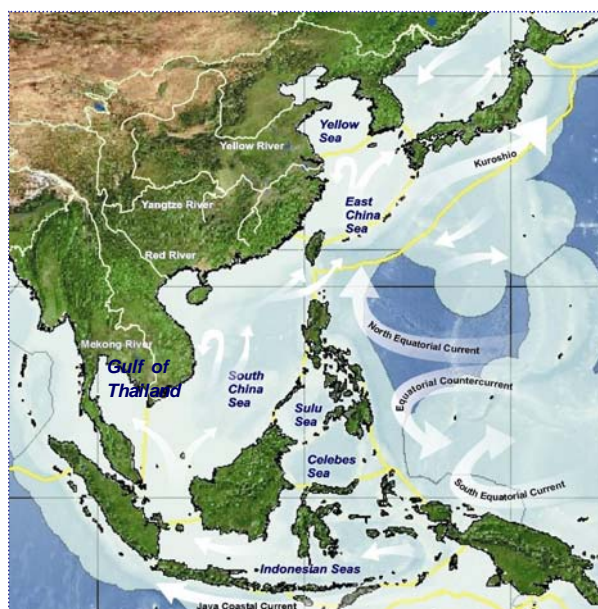 Yellow
Sea
Yellow River
Kuroshio
Yangtze River
East
China
Sea
Red River
North Equatorial Current
Mekong River
Gulf of
Thailand
South
China
Sea
Equatorial Countercurrent
Sulu
Sea
Celebes
Sea
South Equatorial Current
Indonesian Seas
Java Coastal Current